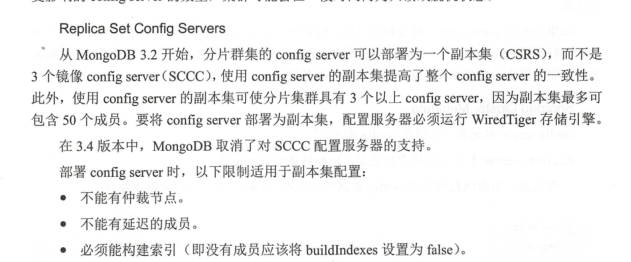 Replica Set Config Servers
从 MongoDB 3.2 开始，分片群集的 config server 可以部署为一个副本集（CSRS），而不是
3 个镜像 config server（SCCC），使用 config server 的副本集提高了整个 config server 的一致性。
此外，使用 config server 的副本集可使分片集群具有 3 个以上 config server，因为副本集最多可
包含 50 个成员。要将 config server 部署为副本集，配置服务器必须运行 WiredTiger 存储引擎。
在 3.4 版本中，MongoDB 取消了对 SCCC 配置服务器的支持。
部署 config server 时，以下限制适用于副本集配置：
● 不能有仲裁节点。
● 不能有延迟的成员。
● 必须能构建索引（即没有成员应该将 buildIndexes 设置为 false）。